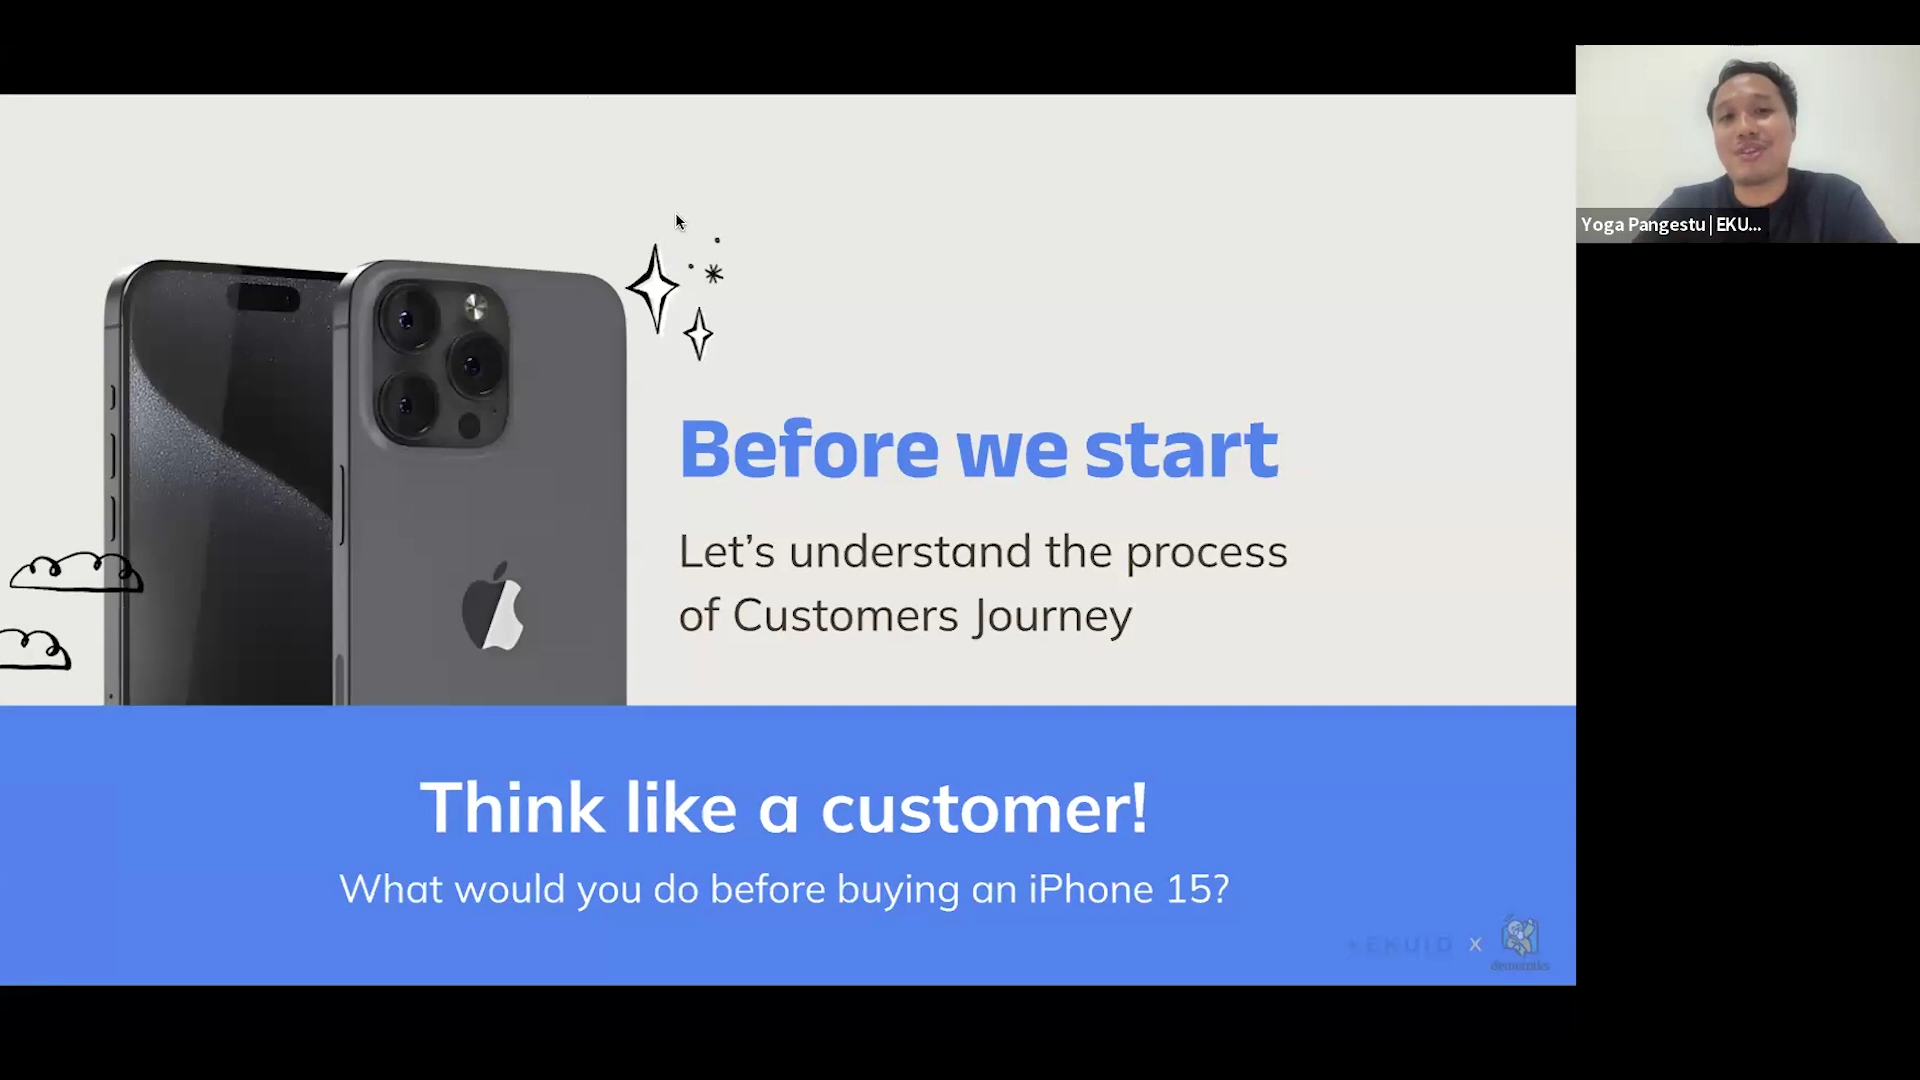 Yoga Pangestu | EKU...
Before we start
Let's understand the process
of Customers Journey
Think like a customer!
What would you do before buying an iPhone 15?
EKUID x